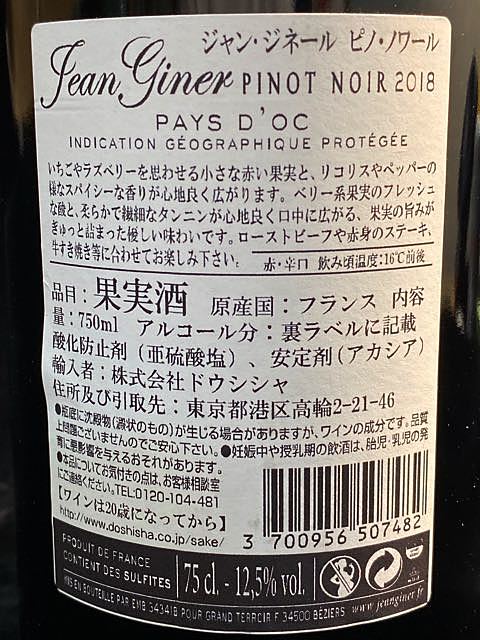 ジャン・ジネール ピノ・ノワール
Jean Giner PINOT NOIR 2018
PAYS D'OC
INDICATION GÉOGRAPHIQUE PROTÉGÉE
いちごやラズベリーを思わせる小さな赤い果実と、リコリスやペッパーの
様なスパイシーな香りが心地良く広がります。ベリー系果実のフレッシュ
な酸と、柔らかで繊細なタンニンが心地良く口中に広がる、果実の旨みが
ぎゅっと詰まった優しい味わいです。ローストビーフや赤身のステーキ、
牛すき焼き等に合わせてお楽しみ下さい。 赤・辛口 飲み頃温度:16℃前後
品目:果実酒 原産国:フランス 内容
量:750ml アルコール分:裏ラベルに記載
酸化防止剤(亜硫酸塩)、安定剤(アカシア)
輸入者:株式会社ドウシシャ
住所及び引取先:東京都港区高輪2-21-46
●瓶底に沈殿物(澱状のもの)が生じる場合がありますが、ワインの成分です。品質
上問題ございませんのでご安心下さい。●妊娠中や授乳期の飲酒は、胎児・乳児の発
育に悪影響を与えるおそれがあります。
●本品についてお気付きの点は、お客様相談室
にご連絡ください。TEL:0120-104-481
【ワインは20歳になってから】
http://www.doshisha.co.jp/sake/
3 700956 507482
PRODUIT DE FRANCE
CONTIENT DES SULFITES
75 cl. - 12,5% vol.
MIS EN BOUTEILLE PAR EMB 34341B POUR GRAND TERROIR F 34500 BÉZIERS www.jeanginer.fr